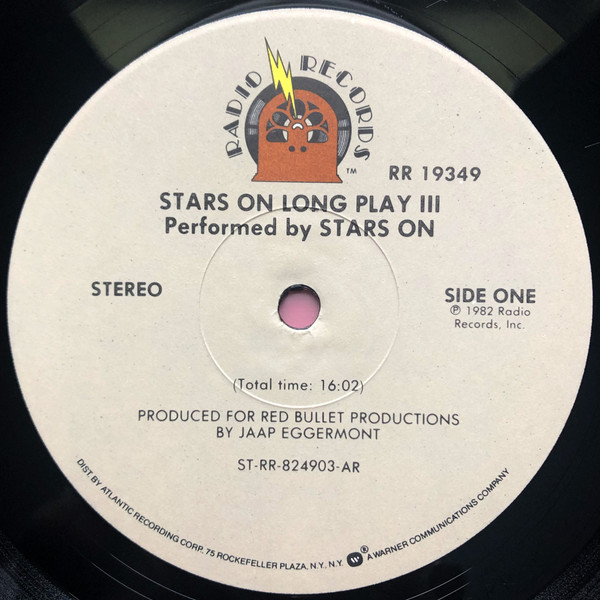 RADIO RECORDS
TM
RR 19349
STARS ON LONG PLAY III
Performed by STARS ON
STEREO
SIDE ONE
℗ 1982 Radio
Records, Inc.
(Total time: 16:02)
PRODUCED FOR RED BULLET PRODUCTIONS
BY JAAP EGGERMONT
ST-RR-824903-AR
DIST. BY ATLANTIC RECORDING CORP. 75 ROCKEFELLER PLAZA, N.Y., N.Y. W ® A WARNER COMMUNICATIONS COMPANY